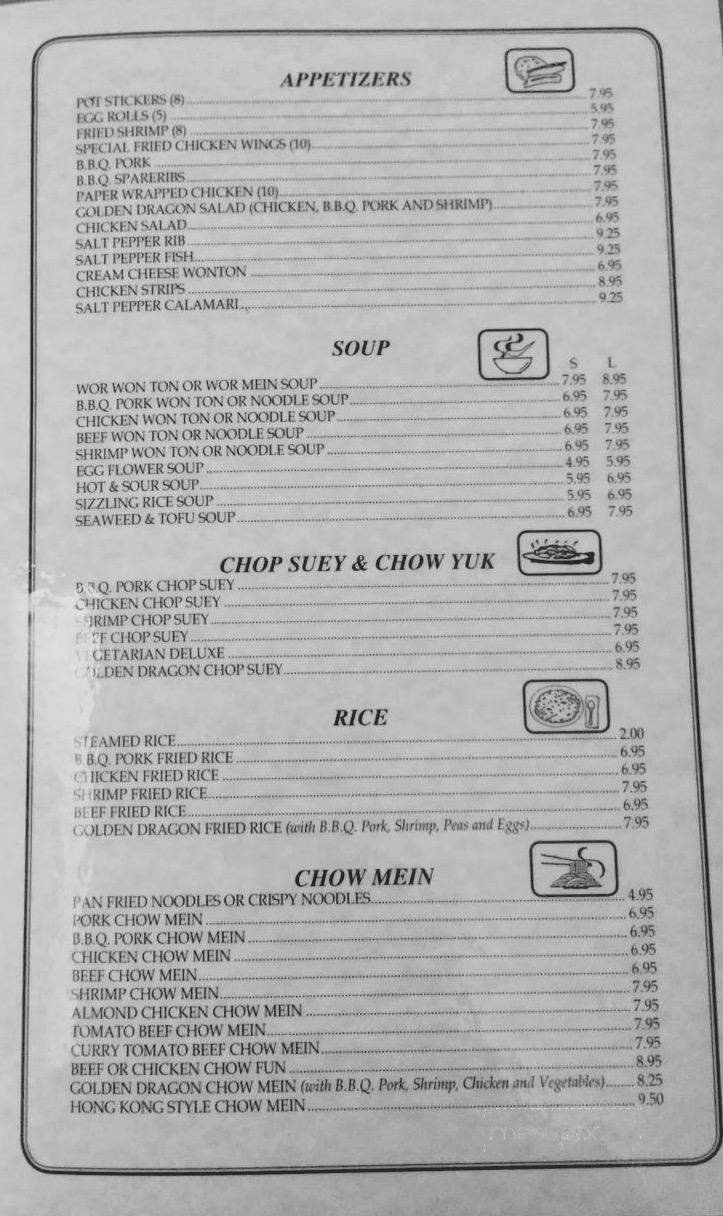 APPETIZERS
POT STICKERS (8) 7.95
EGG ROLLS (5) 5.95
FRIED SHRIMP (8) 7.95
SPECIAL FRIED CHICKEN WINGS (10) 7.95
B.B.Q. PORK 7.95
B.B.Q. SPARERIBS 7.95
PAPER WRAPPED CHICKEN (10) 7.95
GOLDEN DRAGON SALAD (CHICKEN, B.B.Q. PORK AND SHRIMP) 7.95
CHICKEN SALAD 6.95
SALT PEPPER RIB 9.25
SALT PEPPER FISH 9.25
CREAM CHEESE WONTON 6.95
CHICKEN STRIPS 8.95
SALT PEPPER CALAMARI 9.25
SOUP
S L
WOR WON TON OR WOR MEIN SOUP 7.95 8.95
B.B.Q. PORK WON TON OR NOODLE SOUP 6.95 7.95
CHICKEN WON TON OR NOODLE SOUP 6.95 7.95
BEEF WON TON OR NOODLE SOUP 6.95 7.95
SHRIMP WON TON OR NOODLE SOUP 6.95 7.95
EGG FLOWER SOUP 4.95 5.95
HOT & SOUR SOUP 5.95 6.95
SIZZLING RICE SOUP 5.95 6.95
SEAWEED & TOFU SOUP 6.95 7.95
CHOP SUEY & CHOW YUK
B.B.Q. PORK CHOP SUEY 7.95
CHICKEN CHOP SUEY 7.95
SHRIMP CHOP SUEY 7.95
BEEF CHOP SUEY 7.95
VEGETARIAN DELUXE 6.95
GOLDEN DRAGON CHOP SUEY 8.95
RICE
STEAMED RICE 2.00
B.B.Q. PORK FRIED RICE 6.95
CHICKEN FRIED RICE 6.95
SHRIMP FRIED RICE 7.95
BEEF FRIED RICE 6.95
GOLDEN DRAGON FRIED RICE (with B.B.Q. Pork, Shrimp, Peas and Eggs) 7.95
CHOW MEIN
PAN FRIED NOODLES OR CRISPY NOODLES 4.95
PORK CHOW MEIN 6.95
B.B.Q. PORK CHOW MEIN 6.95
CHICKEN CHOW MEIN 6.95
BEEF CHOW MEIN 6.95
SHRIMP CHOW MEIN 7.95
ALMOND CHICKEN CHOW MEIN 7.95
TOMATO BEEF CHOW MEIN 7.95
CURRY TOMATO BEEF CHOW MEIN 7.95
BEEF OR CHICKEN CHOW FUN 8.95
GOLDEN DRAGON CHOW MEIN (with B.B.Q. Pork, Shrimp, Chicken and Vegetables) 8.25
HONG KONG STYLE CHOW MEIN 9.50